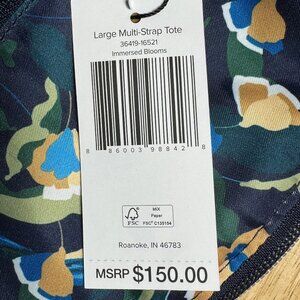 Large Multi-Strap Tote
36419-16521
Immersed Blooms
8 86003 98842 8
FSC
MIX
Paper
FSC® C135154
Roanoke, IN 46783
MSRP $150.00